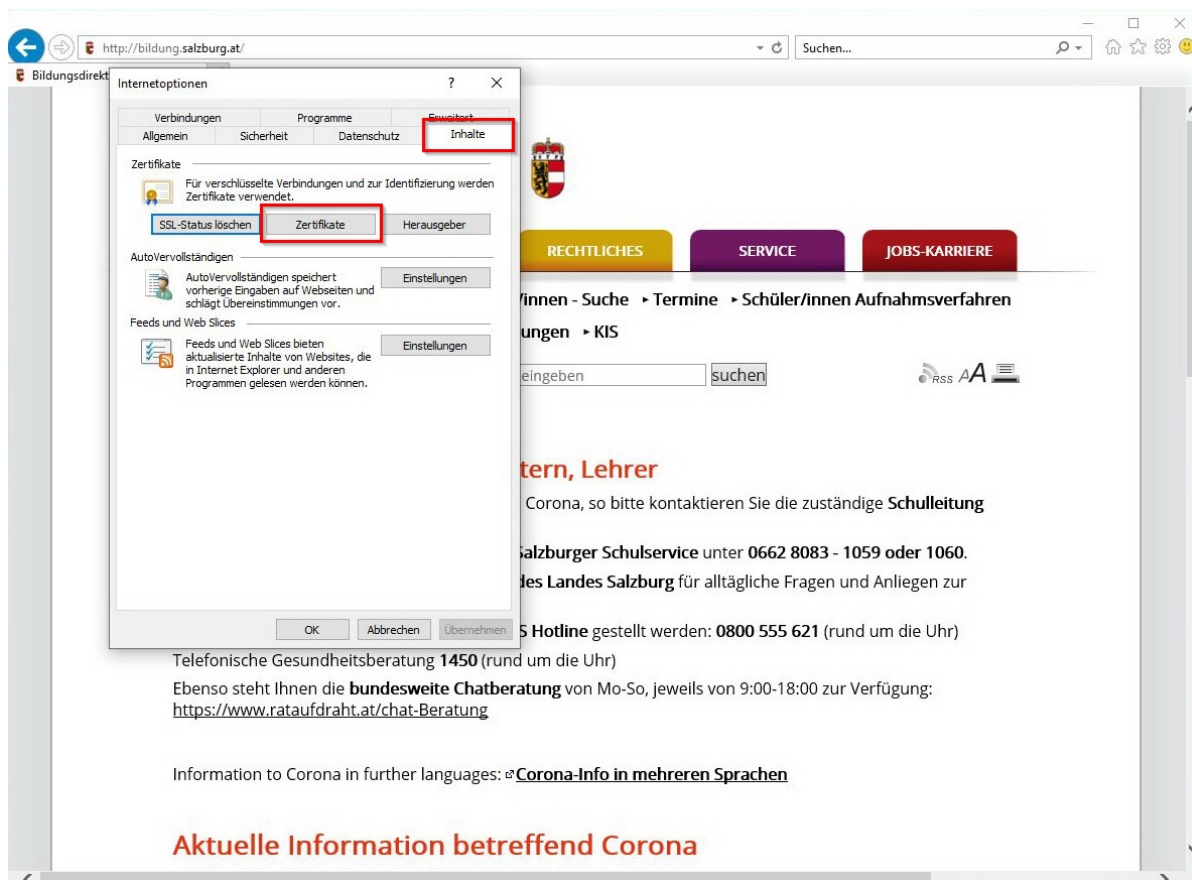 http://bildung.salzburg.at/
Suchen...
Bildungsdirekt
Internetoptionen
?
Verbindungen Programme Erweitert
Allgemein Sicherheit Datenschutz Inhalte
Zertifikate
Für verschlüsselte Verbindungen und zur Identifizierung werden
Zertifikate verwendet.
SSL-Status löschen Zertifikate Herausgeber
AutoVervollständigen
AutoVervollständigen speichert
vorherige Eingaben auf Webseiten und
schlägt Übereinstimmungen vor.
Einstellungen
Feeds und Web Slices
Feeds und Web Slices bieten
aktualisierte Inhalte von Websites, die
in Internet Explorer und anderen
Programmen gelesen werden können.
Einstellungen
OK Abbrechen Übernehmen
RECHTLICHES SERVICE JOBS-KARRIERE
/innen - Suche ▸ Termine ▸ Schüler/innen Aufnahmsverfahren
ungen ▸ KIS
eingeben suchen RSS AA
tern, Lehrer
Corona, so bitte kontaktieren Sie die zuständige Schulleitung
Salzburger Schulservice unter 0662 8083 - 1059 oder 1060.
des Landes Salzburg für alltägliche Fragen und Anliegen zur
S Hotline gestellt werden: 0800 555 621 (rund um die Uhr)
Telefonische Gesundheitsberatung 1450 (rund um die Uhr)
Ebenso steht Ihnen die bundesweite Chatberatung von Mo-So, jeweils von 9:00-18:00 zur Verfügung:
https://www.rataufdraht.at/chat-Beratung
Information to Corona in further languages: Corona-Info in mehreren Sprachen
Aktuelle Information betreffend Corona